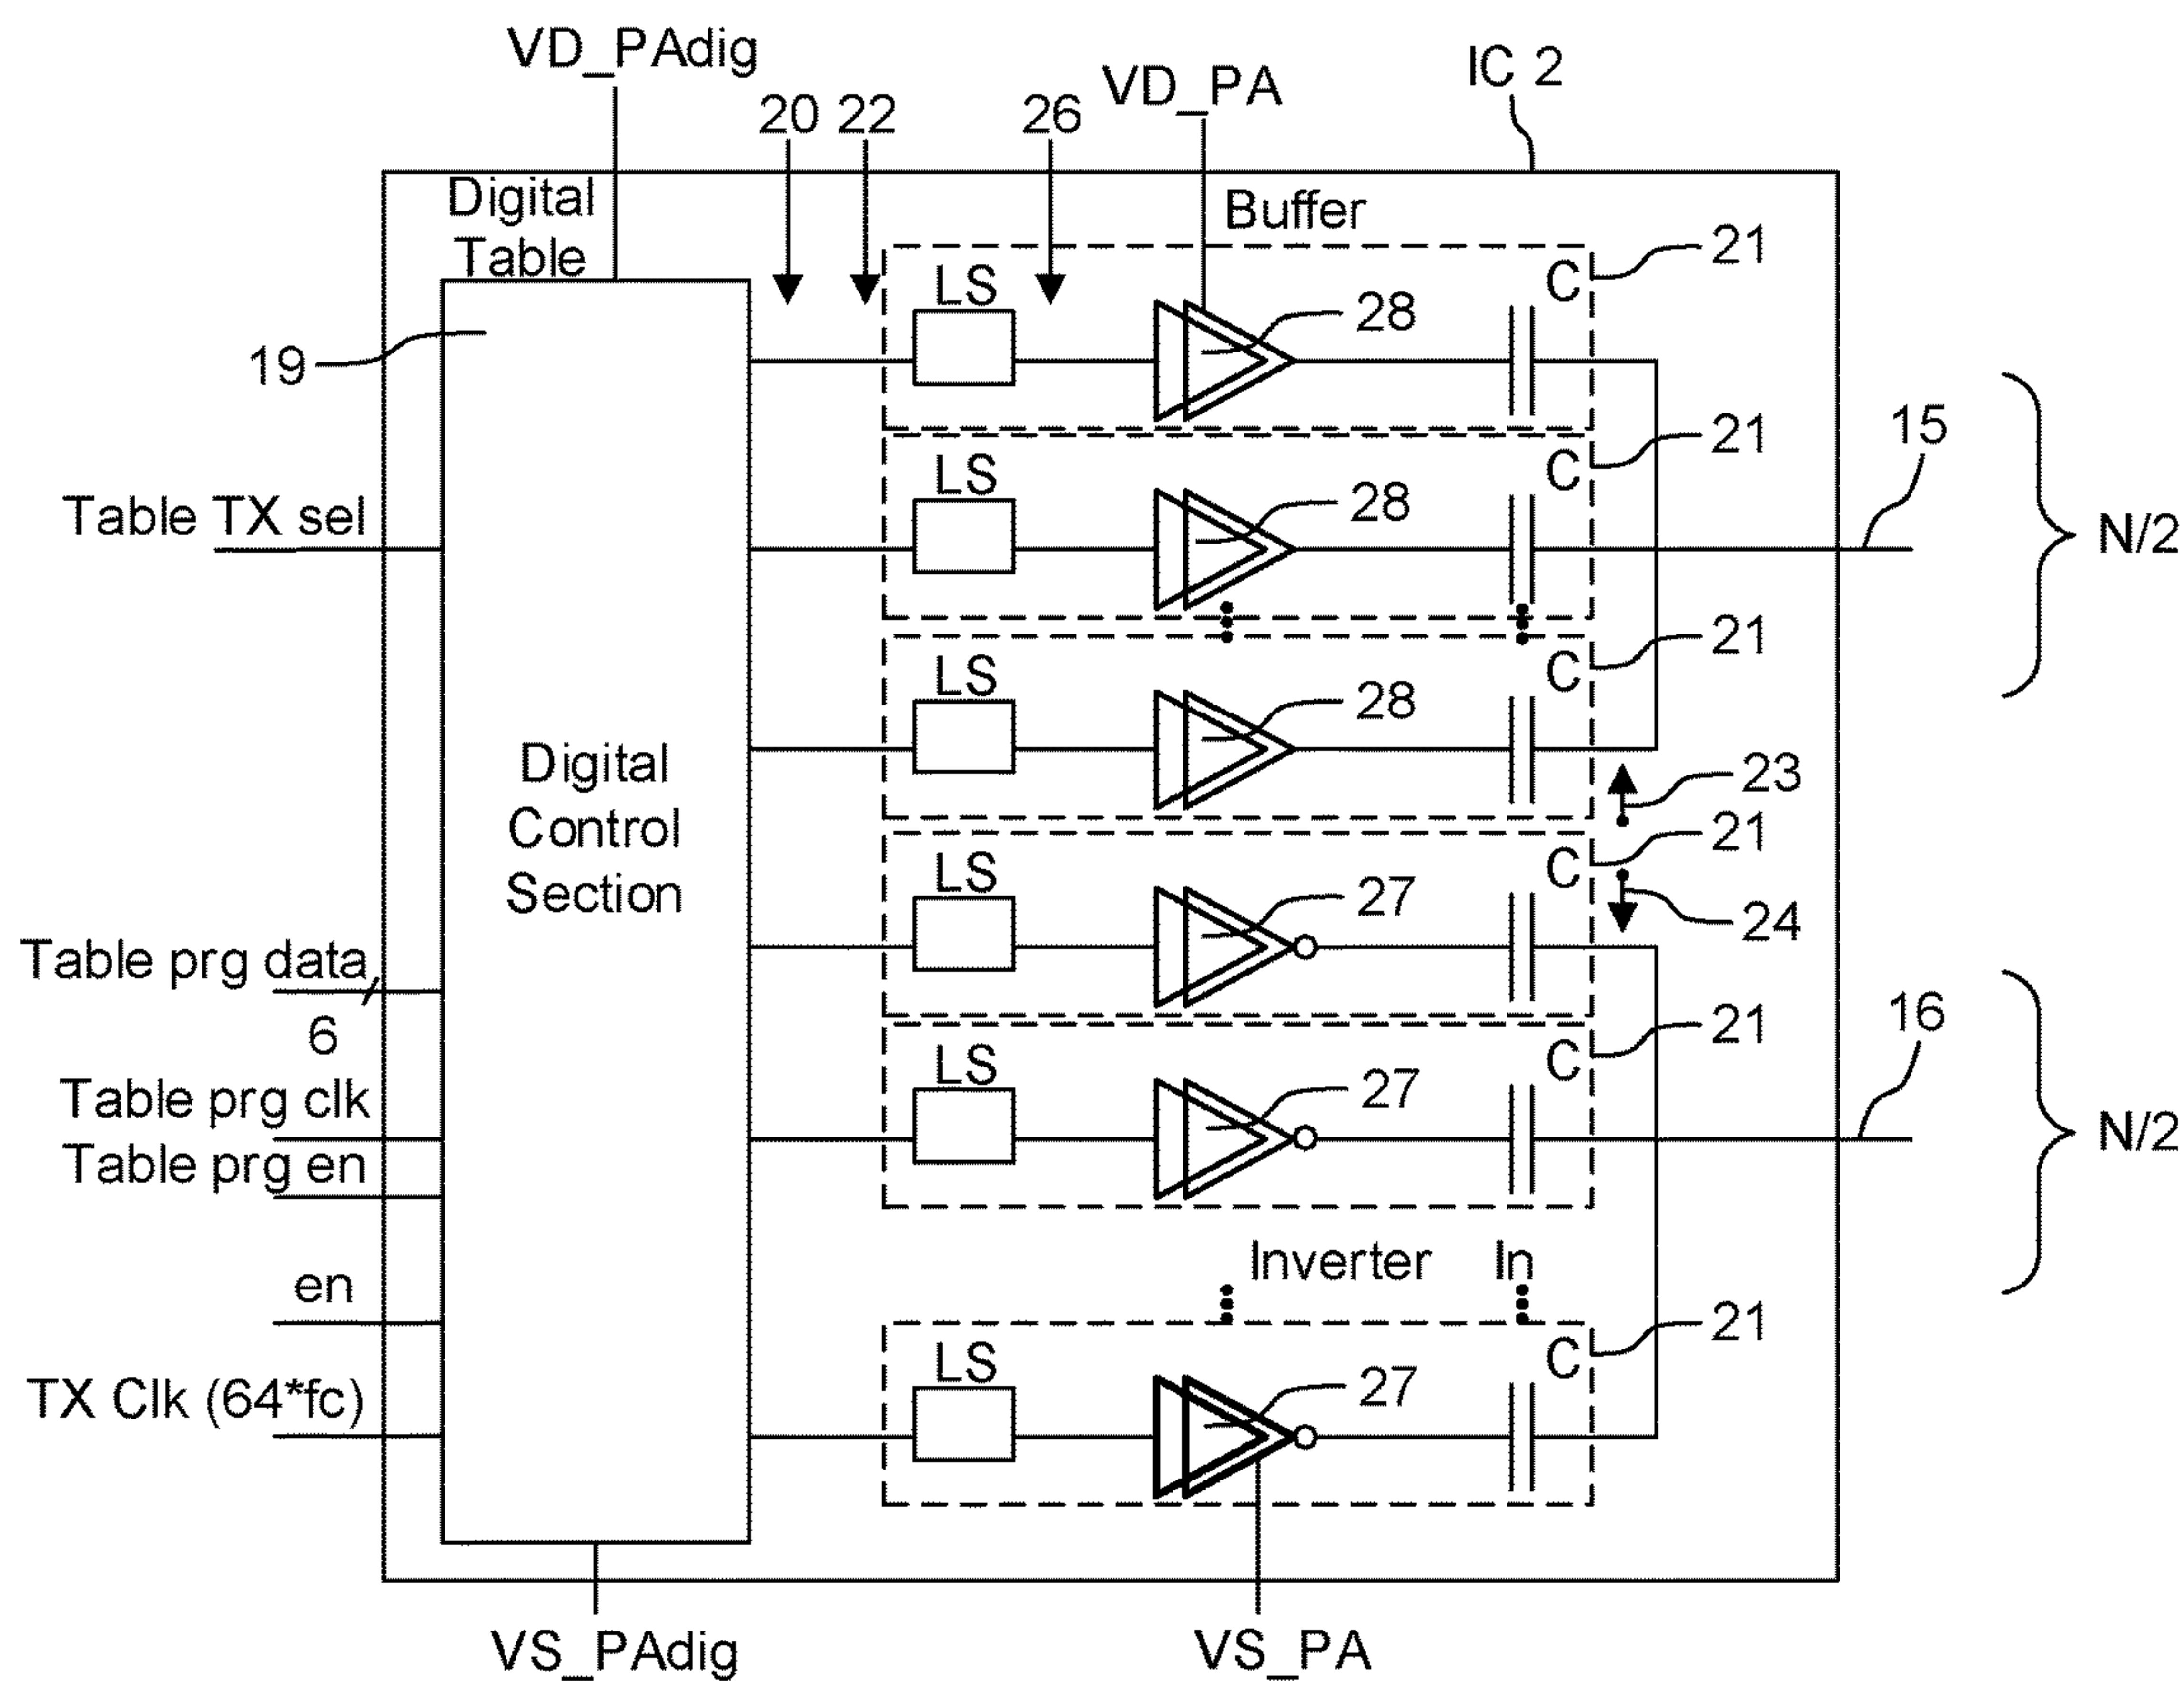 VD_PAdig
20
22
26
VD_PA
IC 2
Digital
Table
Buffer
LS
C
21
28
19
LS
C
21
28
15
Table TX sel
N/2
LS
C
21
28
Digital
Control
Section
23
LS
C
21
27
24
Table prg data
6
LS
C
21
27
16
Table prg clk
Table prg en
N/2
Inverter
In
en
LS
C
21
27
TX Clk (64*fc)
VS_PAdig
VS_PA